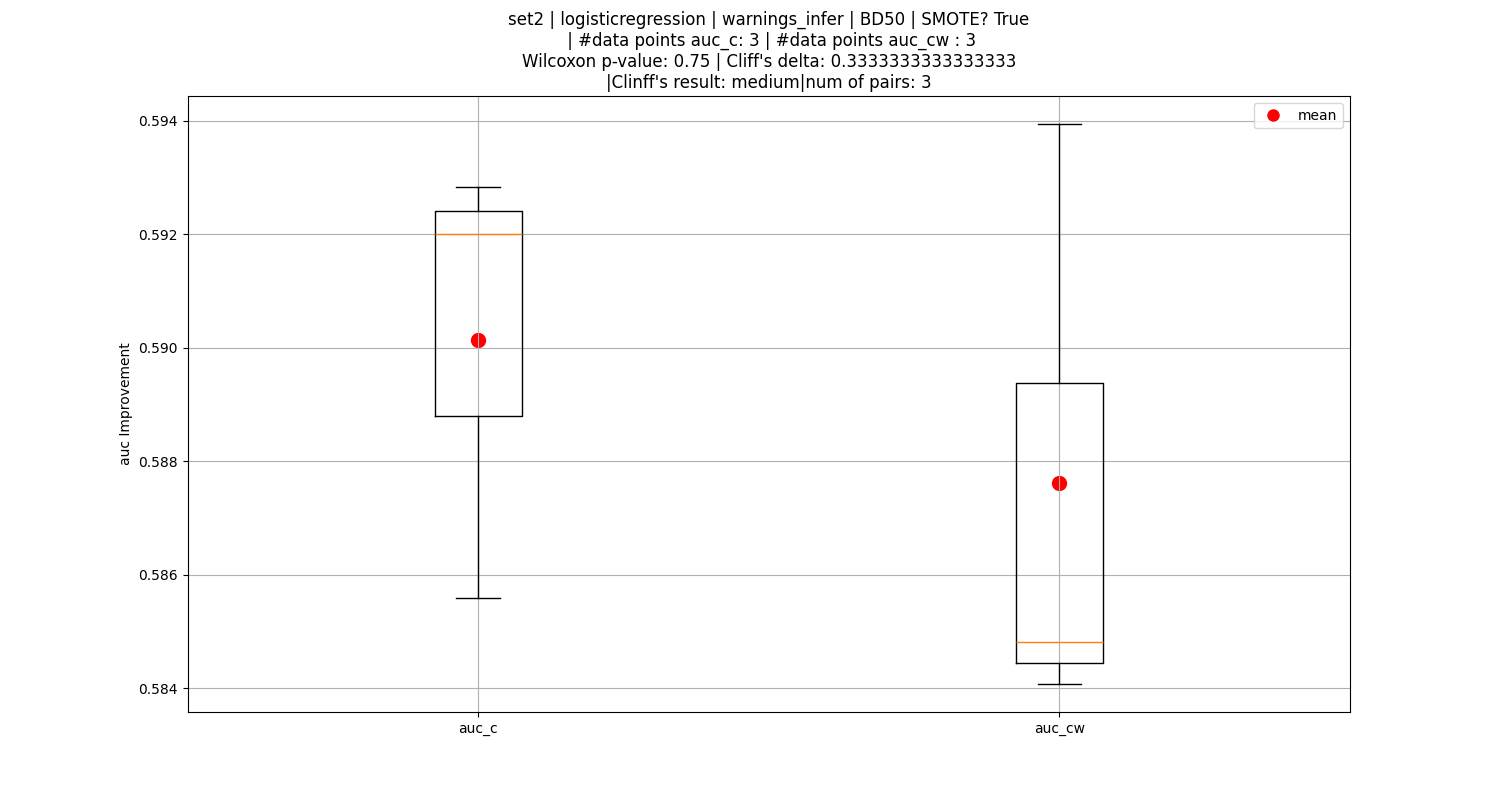 set2 | logisticregression | warnings_infer | BD50 | SMOTE? True
| #data points auc_c: 3 | #data points auc_cw : 3
Wilcoxon p-value: 0.75 | Cliff's delta: 0.3333333333333333
|Clinff's result: medium|num of pairs: 3
mean
0.594
0.592
0.590
0.588
0.586
0.584
auc Improvement
auc_c
auc_cw